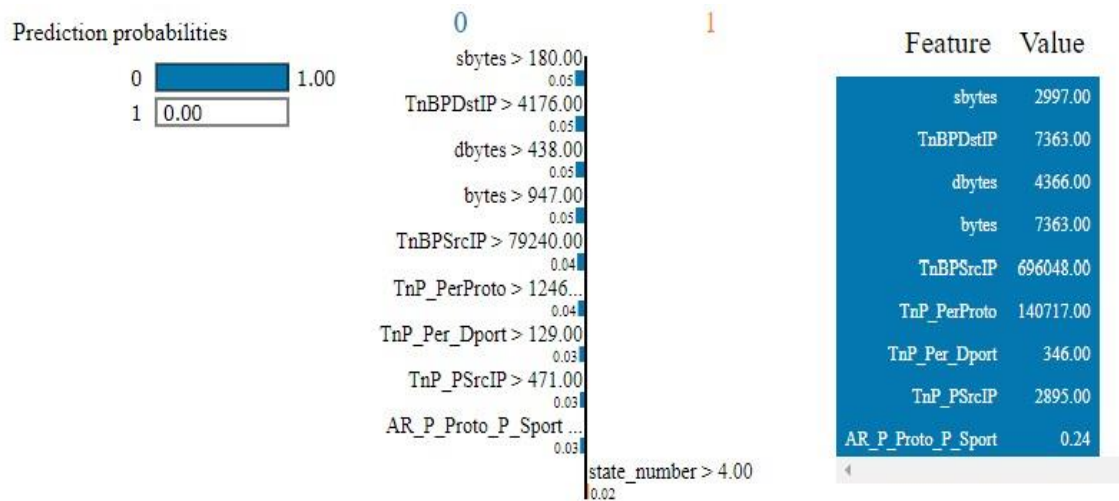 Prediction probabilities
0 1.00
1 0.00
0 1
sbytes > 180.00
0.05
TnBPDstIP > 4176.00
0.05
dbytes > 438.00
0.05
bytes > 947.00
0.05
TnBPSrcIP > 79240.00
0.04
TnP_PerProto > 1246...
0.04
TnP_Per_Dport > 129.00
0.03
TnP_PSrcIP > 471.00
0.03
AR_P_Proto_P_Sport ...
0.03
state_number > 4.00
0.02
Feature Value
sbytes 2997.00
TnBPDstIP 7363.00
dbytes 4366.00
bytes 7363.00
TnBPSrcIP 696048.00
TnP_PerProto 140717.00
TnP_Per_Dport 346.00
TnP_PSrcIP 2895.00
AR_P_Proto_P_Sport 0.24